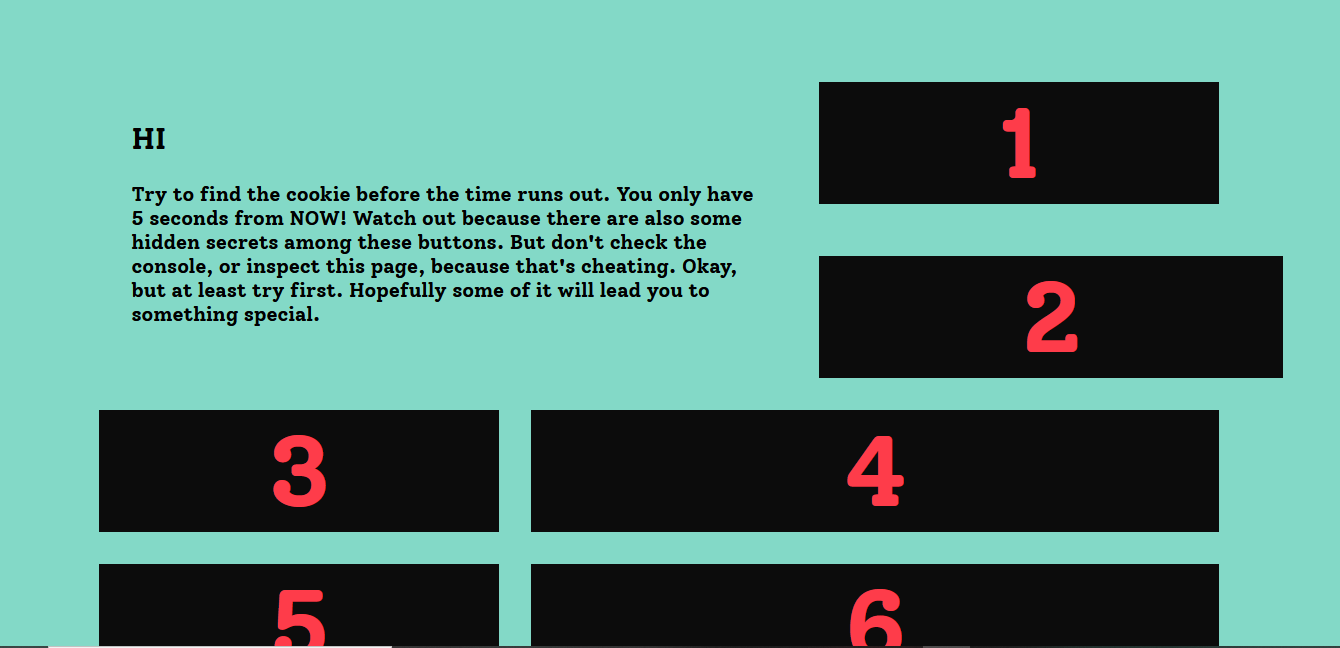 HI
Try to find the cookie before the time runs out. You only have
5 seconds from NOW! Watch out because there are also some
hidden secrets among these buttons. But don't check the
console, or inspect this page, because that's cheating. Okay,
but at least try first. Hopefully some of it will lead you to
something special.
1
2
3
4
5
6